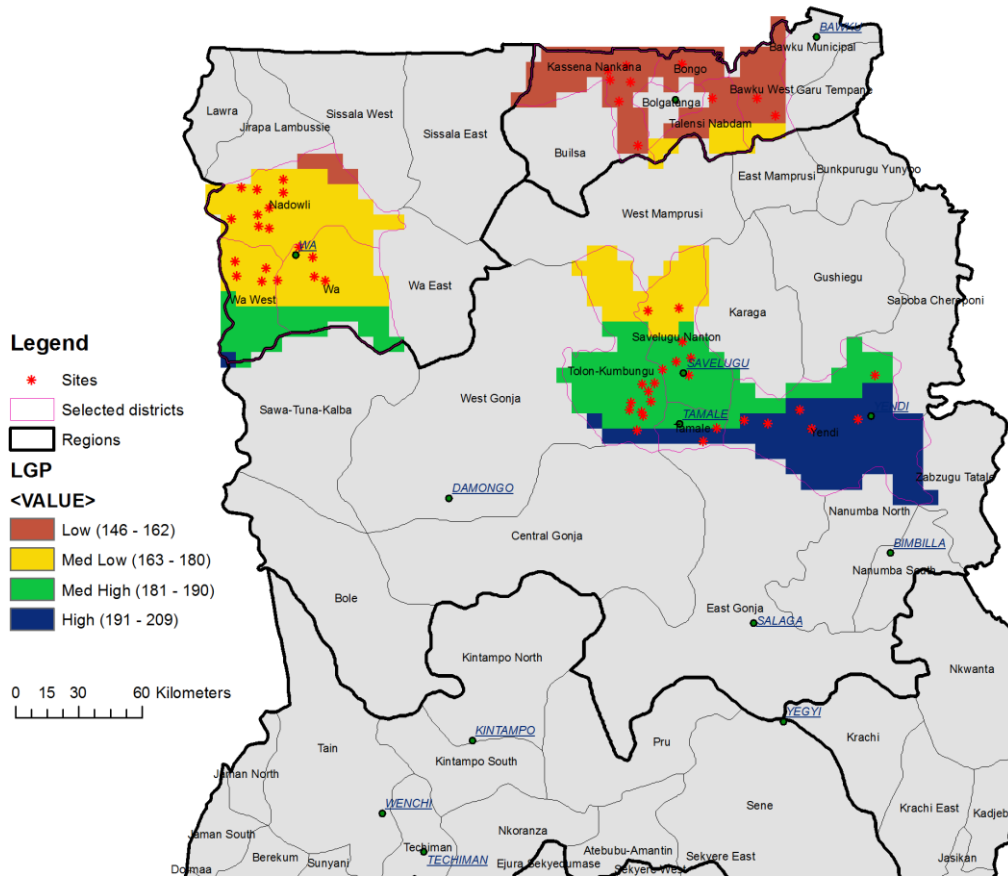 BAWKU
Bawku Municipal
Kassena Nankana
Bongo
Bawku West
Garu Tempane
Bolgatanga
Talensi Nabdam
Lawra
Sissala West
Jirapa Lambussie
Sissala East
Builsa
East Mamprusi
Bunkpurugu Yunyoo
Nadowli
West Mamprusi
WA
Wa
Wa West
Wa East
Gushiegu
Saboba Chereponi
Karaga
Savelugu Nanton
SAVELUGU
Tolon-Kumbungu
West Gonja
Sawa-Tuna-Kalba
TAMALE
Tamale
YENDI
Yendi
Zabzugu Tatale
DAMONGO
Nanumba North
Central Gonja
BIMBILLA
Nanumba South
Bole
East Gonja
SALAGA
Kintampo North
Nkwanta
YEGYI
Krachi
KINTAMPO
Pru
Tain
Kintampo South
Jaman North
WENCHI
Sene
Krachi East
Kadjeb
Jaman South
Nkoranza
Techiman
TECHIMAN
Atebubu-Amantin
Berekum
Sunyani
Ejura Sekyedumase
Sekyere East
Sekyere West
Jasikan
Dormaa
Legend
Sites
Selected districts
Regions
LGP
<VALUE>
Low (146 - 162)
Med Low (163 - 180)
Med High (181 - 190)
High (191 - 209)
0 15 30 60 Kilometers